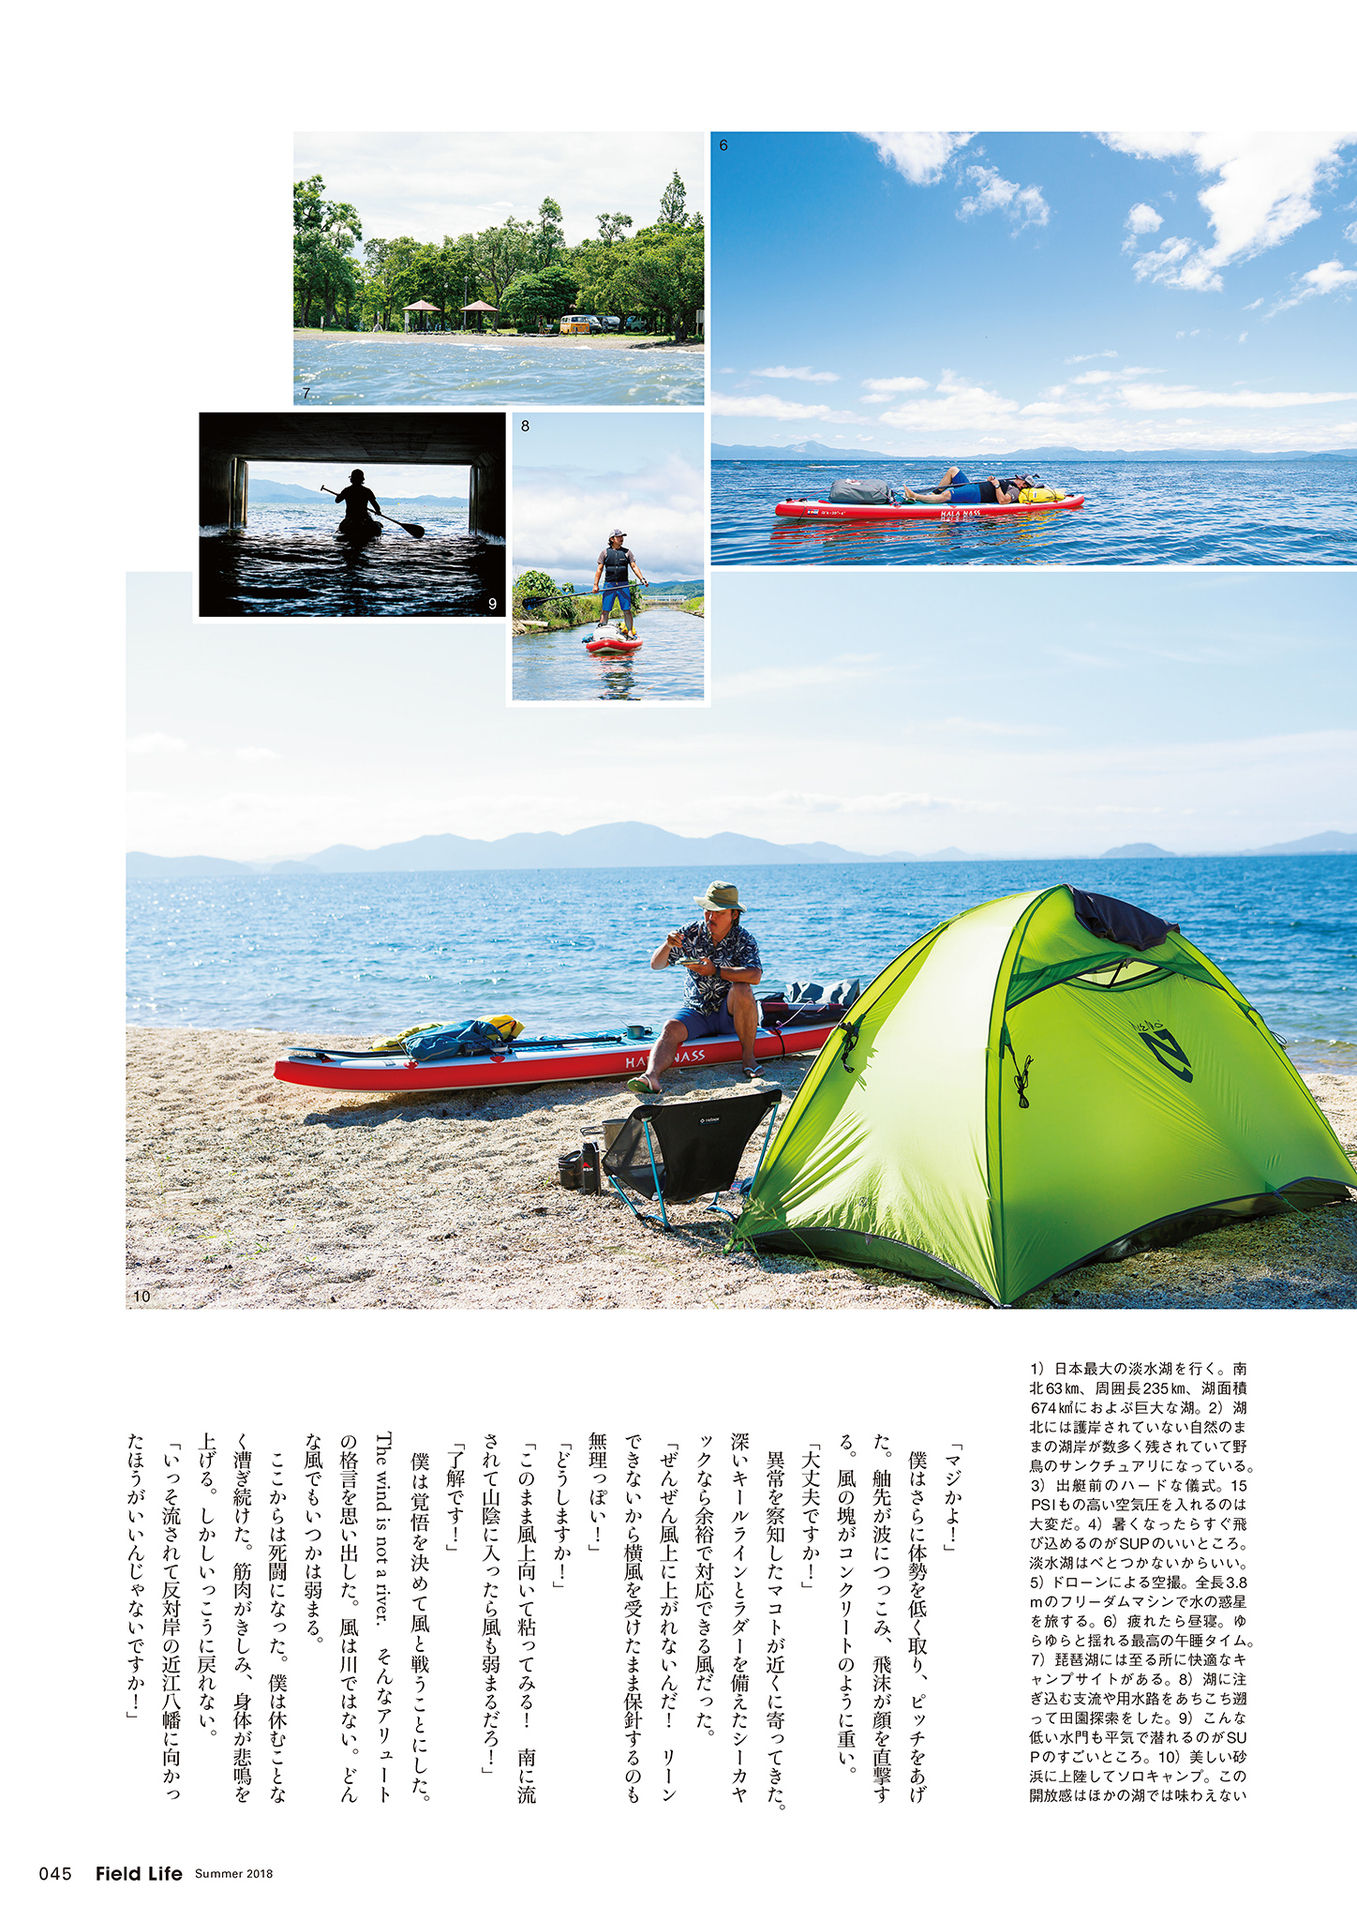 6
7
8
9
10
HALA NASS
HALA NASS
NEMO
1）日本最大の淡水湖を行く。南
北63㎞、周囲長235㎞、湖面積
674㎢におよぶ巨大な湖。2）湖
北には護岸されていない自然のま
まの湖岸が数多く残されていて野
鳥のサンクチュアリになっている。
3）出艇前のハードな儀式。15
PSIもの高い空気圧を入れるのは
大変だ。4）暑くなったらすぐ飛
び込めるのがSUPのいいところ。
淡水湖はべとつかないからいい。
5）ドローンによる空撮。全長3.8
mのフリーダムマシンで水の惑星
を旅する。6）疲れたら昼寝。ゆ
らゆらと揺れる最高の午睡タイム。
7）琵琶湖には至る所に快適なキ
ャンプサイトがある。8）湖に注
ぎ込む支流や用水路をあちこち遡
って田園探索をした。9）こんな
低い水門も平気で潜れるのがSU
Pのすごいところ。10）美しい砂
浜に上陸してソロキャンプ。この
開放感はほかの湖では味わえない
「マジかよ！」
僕はさらに体勢を低く取り、ピッチをあげ
た。舳先が波につっこみ、飛沫が顔を直撃す
る。風の塊がコンクリートのように重い。
「大丈夫ですか！」
異常を察知したマコトが近くに寄ってきた。
深いキールラインとラダーを備えたシーカヤ
ックなら余裕で対応できる風だった。
「ぜんぜん風上に上がれないんだ！　リーン
できないから横風を受けたまま保針するのも
無理っぽい！」
「どうしますか！」
「このまま風上向いて粘ってみる！　南に流
されて山陰に入ったら風も弱まるだろ！」
「了解です！」
僕は覚悟を決めて風と戦うことにした。
The wind is not a river.　そんなアリュート
の格言を思い出した。風は川ではない。どん
な風でもいつかは弱まる。
ここからは死闘になった。僕は休むことな
く漕ぎ続けた。筋肉がきしみ、身体が悲鳴を
上げる。しかしいっこうに戻れない。
「いっそ流されて反対岸の近江八幡に向かっ
たほうがいいんじゃないですか！」
045 Field Life Summer 2018